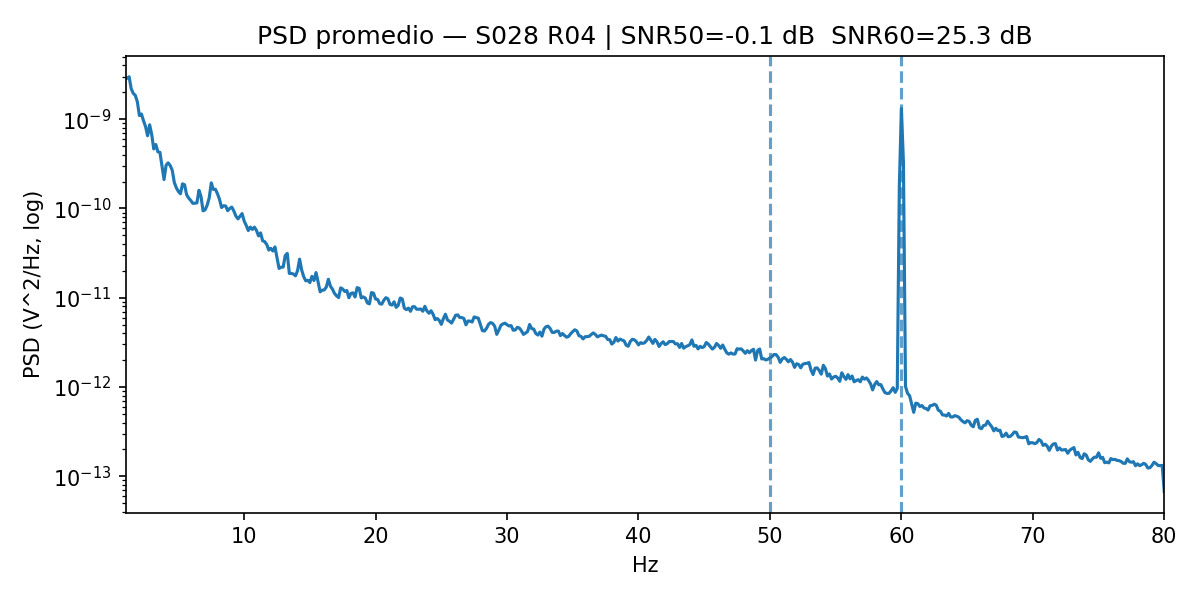 PSD promedio — S028 R04 | SNR50=-0.1 dB  SNR60=25.3 dB
PSD (V^2/Hz, log)
10⁻⁹
10⁻¹⁰
10⁻¹¹
10⁻¹²
10⁻¹³
10 20 30 40 50 60 70 80
Hz